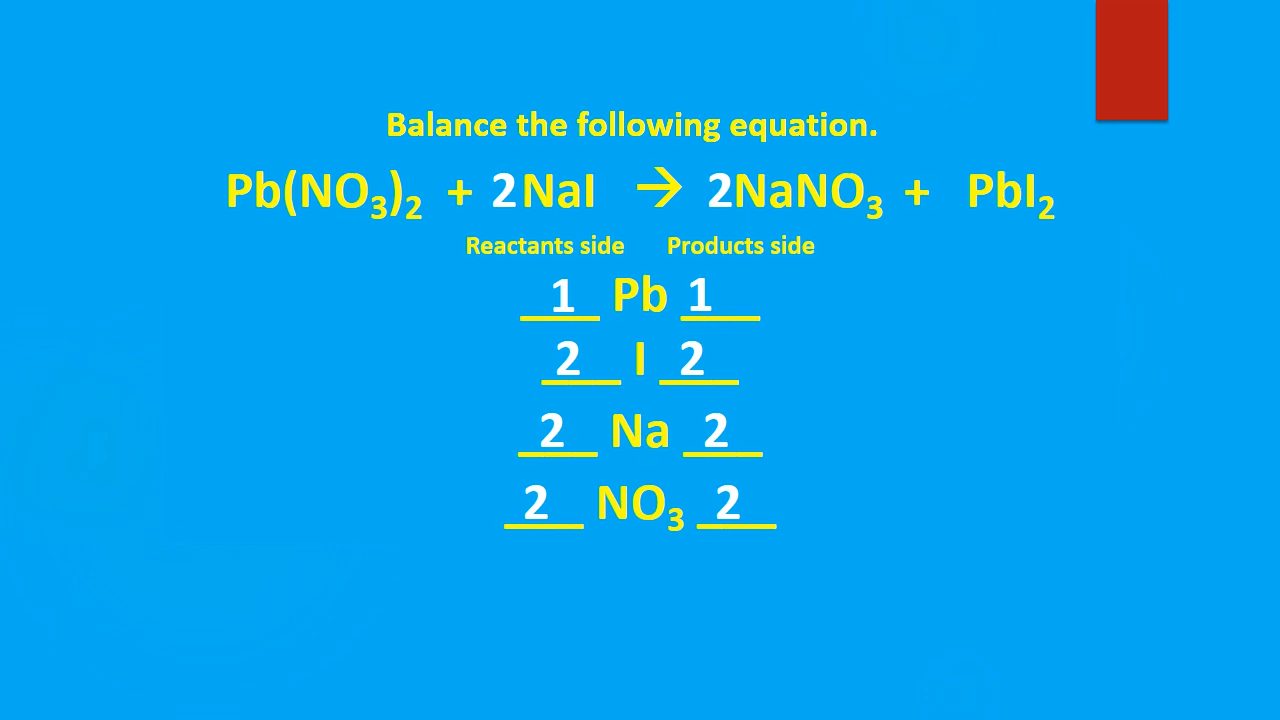 Balance the following equation.
Pb(NO₃)₂ + 2NaI → 2NaNO₃ + PbI₂
Reactants side Products side
1 Pb 1
2 I 2
2 Na 2
2 NO₃ 2